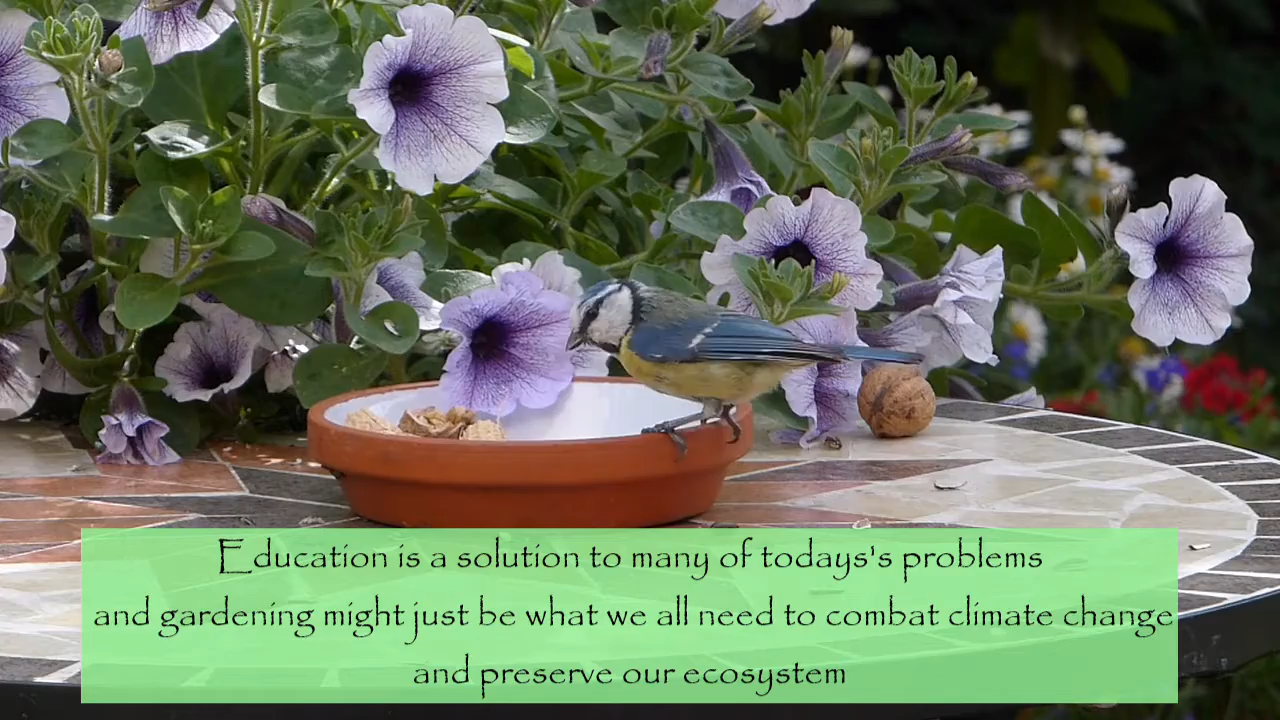 Education is a solution to many of todays's problems
and gardening might just be what we all need to combat climate change
and preserve our ecosystem